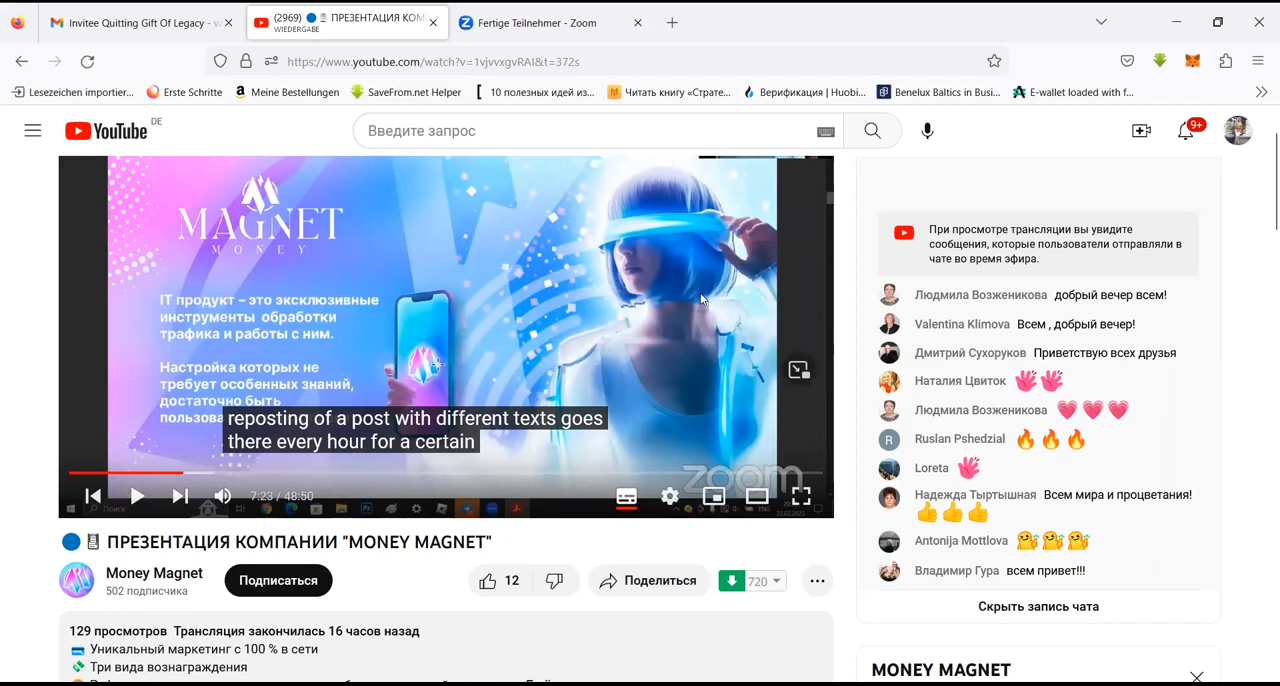 Invitee Quitting Gift Of Legacy - 
(2969) 🔵📱 ПРЕЗЕНТАЦИЯ КОМ
WIEDERGABE
Fertige Teilnehmer - Zoom
https://www.youtube.com/watch?v=1vjvvxgvRAI&t=372s
Lesezeichen importier...
Erste Schritte
Meine Bestellungen
SaveFrom.net Helper
10 полезных идей из...
Читать книгу «Страте...
Верификация | Huobi...
Benelux Baltics in Busi...
E-wallet loaded with f...
YouTube DE
Введите запрос
9+
MAGNET
MONEY
IT продукт – это эксклюзивные
инструменты обработки
трафика и работы с ним.
Настройка которых не
требует особенных знаний,
достаточно быть
пользова
reposting of a post with different texts goes
there every hour for a certain
zoom
7:23 / 48:50
Поиск
ENG
22.02.2023
🔵📱 ПРЕЗЕНТАЦИЯ КОМПАНИИ "MONEY MAGNET"
Money Magnet
502 подписчика
Подписаться
12
Поделиться
720
129 просмотров Трансляция закончилась 16 часов назад
Уникальный маркетинг с 100 % в сети
Три вида вознаграждения
При просмотре трансляции вы увидите
сообщения, которые пользователи отправляли в
чате во время эфира.
Людмила Возженикова добрый вечер всем!
Valentina Klimova Всем , добрый вечер!
Дмитрий Сухоруков Приветствую всех друзья
Наталия Цвиток
Людмила Возженикова
R Ruslan Pshedzial
Loreta
Надежда Тыртышная Всем мира и процветания!
Antonija Mottlova
Владимир Гура всем привет!!!
Скрыть запись чата
MONEY MAGNET